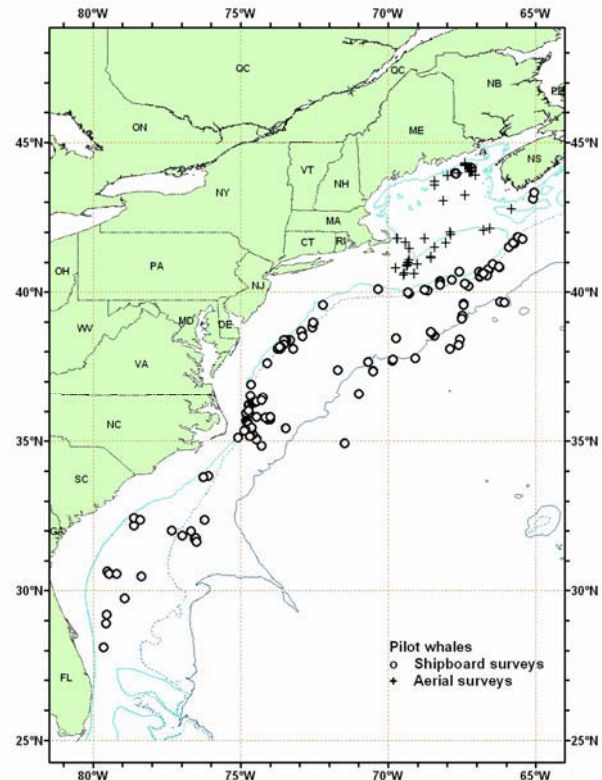 80°W 75°W 70°W 65°W
QC QC NB
PE
ON ME
45°N 45°N
NS
VT
NH
NY
MA
CT RI
PA
OH NJ
40°N 40°N
MD
DE
WV
VA
NC
35°N 35°N
SC
GA
30°N 30°N
Pilot whales
Shipboard surveys
FL
Aerial surveys
25°N 25°N
80°W 75°W 70°W 65°W